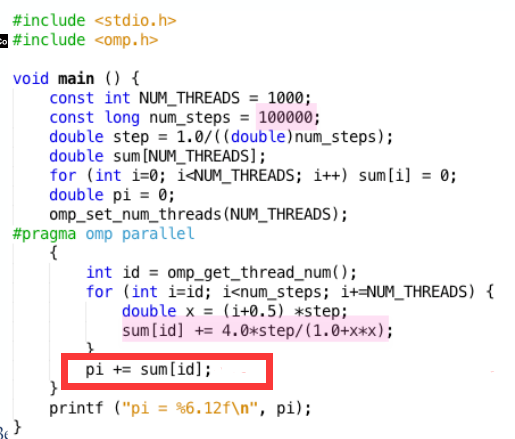 #include <stdio.h>
#include <omp.h>
void main () {
    const int NUM_THREADS = 1000;
    const long num_steps = 100000;
    double step = 1.0/((double)num_steps);
    double sum[NUM_THREADS];
    for (int i=0; i<NUM_THREADS; i++) sum[i] = 0;
    double pi = 0;
    omp_set_num_threads(NUM_THREADS);
#pragma omp parallel
    {
        int id = omp_get_thread_num();
        for (int i=id; i<num_steps; i+=NUM_THREADS) {
            double x = (i+0.5) *step;
            sum[id] += 4.0*step/(1.0+x*x);
        }
        pi += sum[id];
    }
    printf ("pi = %6.12f\n", pi);
}